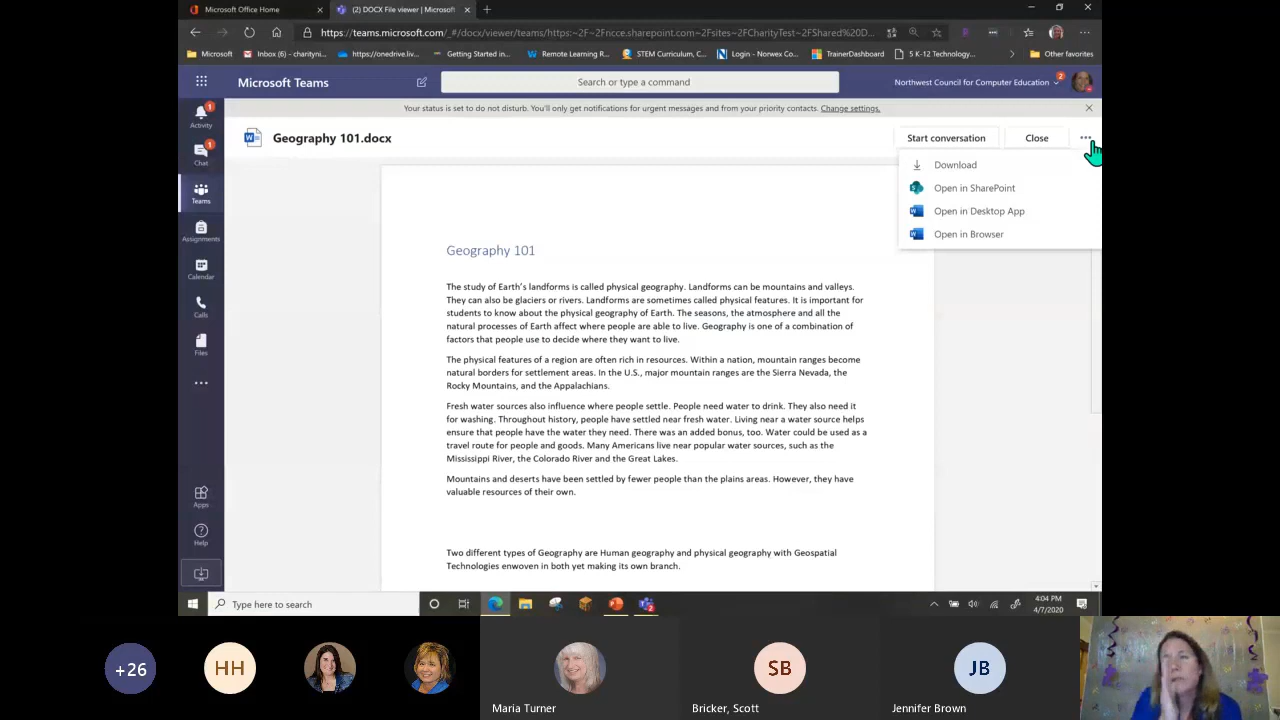 Microsoft Office Home
(2) DOCX File viewer | Microsof
https://teams.microsoft.com/_#/docx/viewer/teams/https:~2F~2Fricce.sharepoint.com~2Fsites~2FCharityTest~2FShared%20D...
Microsoft
Inbox (6) - charityni...
https://onedrive.liv...
Getting Started in...
Remote Learning R...
STEM Curriculum, C...
Login - Norwex Co...
TrainerDashboard
5 K-12 Technology...
Other favorites
Microsoft Teams
Search or type a command
Northwest Council for Computer Education
2
Your status is set to do not disturb. You'll only get notifications for urgent messages and from your priority contacts. Change settings.
1
Activity
1
Chat
Teams
Assignments
Calendar
Calls
Files
Apps
Help
Geography 101.docx
Start conversation
Close
Download
Open in SharePoint
Open in Desktop App
Open in Browser
Geography 101
The study of Earth's landforms is called physical geography. Landforms can be mountains and valleys.
They can also be glaciers or rivers. Landforms are sometimes called physical features. It is important for
students to know about the physical geography of Earth. The seasons, the atmosphere and all the
natural processes of Earth affect where people are able to live. Geography is one of a combination of
factors that people use to decide where they want to live.
The physical features of a region are often rich in resources. Within a nation, mountain ranges become
natural borders for settlement areas. In the U.S., major mountain ranges are the Sierra Nevada, the
Rocky Mountains, and the Appalachians.
Fresh water sources also influence where people settle. People need water to drink. They also need it
for washing. Throughout history, people have settled near fresh water. Living near a water source helps
ensure that people have the water they need. There was an added bonus, too. Water could be used as a
travel route for people and goods. Many Americans live near popular water sources, such as the
Mississippi River, the Colorado River and the Great Lakes.
Mountains and deserts have been settled by fewer people than the plains areas. However, they have
valuable resources of their own.
Two different types of Geography are Human geography and physical geography with Geospatial
Technologies enwoven in both yet making its own branch.
Type here to search
4:04 PM
4/7/2020
+26
HH
SB
JB
Maria Turner
Bricker, Scott
Jennifer Brown